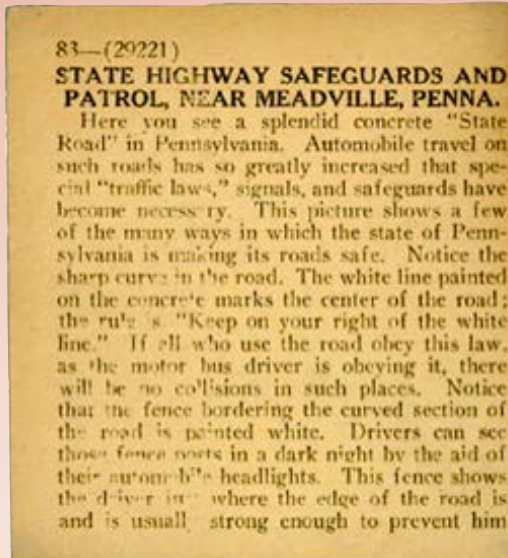 83—(29221)
STATE HIGHWAY SAFEGUARDS AND
PATROL, NEAR MEADVILLE, PENNA.
Here you see a splendid concrete “State
Road” in Pennsylvania. Automobile travel on
such roads has so greatly increased that spe-
cial “traffic laws,” signals, and safeguards have
become necessary. This picture shows a few
of the many ways in which the state of Penn-
sylvania is making its roads safe. Notice the
sharp curve in the road. The white line painted
on the concrete marks the center of the road;
the rule is “Keep on your right of the white
line.” If all who use the road obey this law,
as the motor bus driver is obeying it, there
will be no collisions in such places. Notice
that the fence bordering the curved section of
the road is painted white. Drivers can see
those fence posts in a dark night by the aid of
their automobile headlights. This fence shows
the driver just where the edge of the road is
and is usually strong enough to prevent him